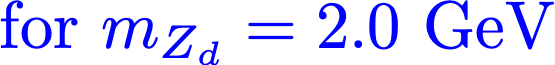 for $m_{Z_d} = 2.0$ GeV